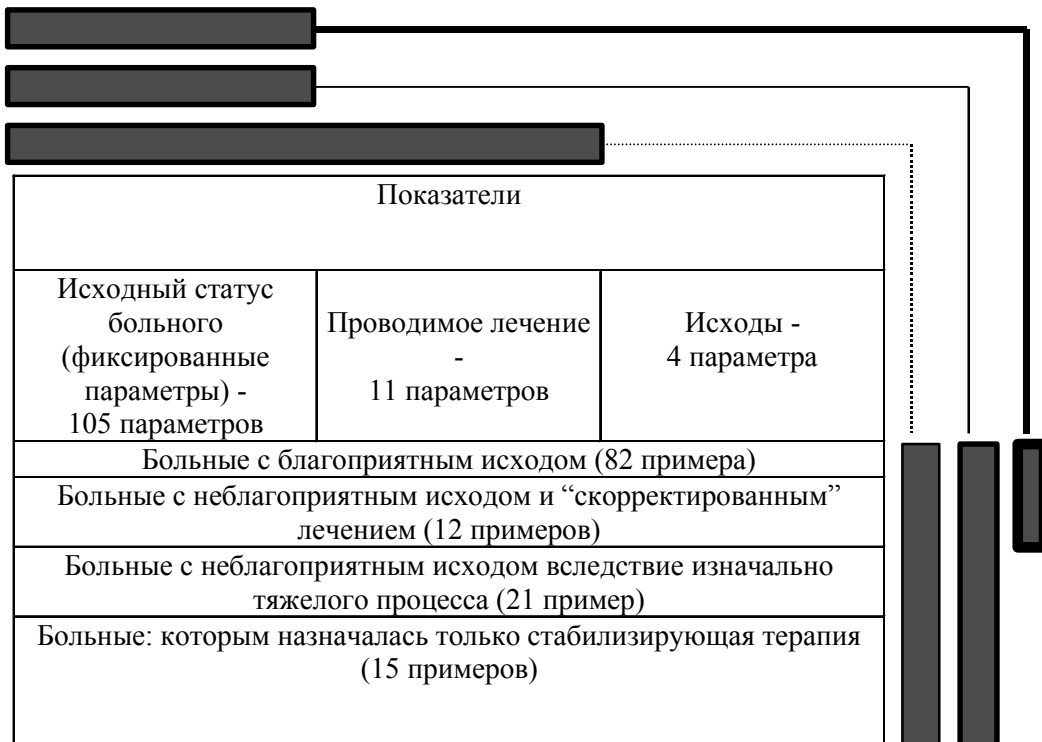 Показатели
Исходный статус
больного
(фиксированные
параметры) -
105 параметров
Проводимое лечение
-
11 параметров
Исходы -
4 параметра
Больные с благоприятным исходом (82 примера)
Больные с неблагоприятным исходом и “скорректированным”
лечением (12 примеров)
Больные с неблагоприятным исходом вследствие изначально
тяжелого процесса (21 пример)
Больные: которым назначалась только стабилизирующая терапия
(15 примеров)